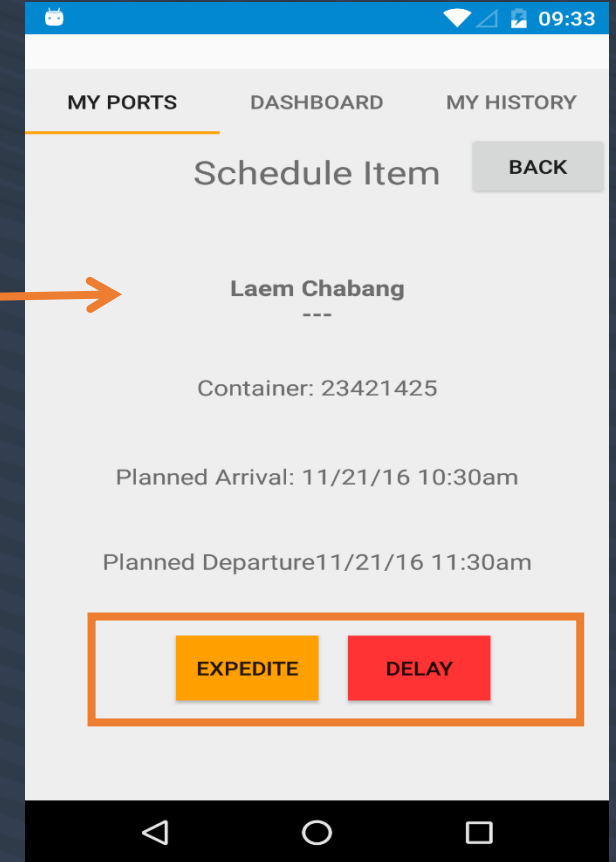 09:33
MY PORTS DASHBOARD MY HISTORY
Schedule Item BACK
Laem Chabang
---
Container: 23421425
Planned Arrival: 11/21/16 10:30am
Planned Departure11/21/16 11:30am
EXPEDITE DELAY